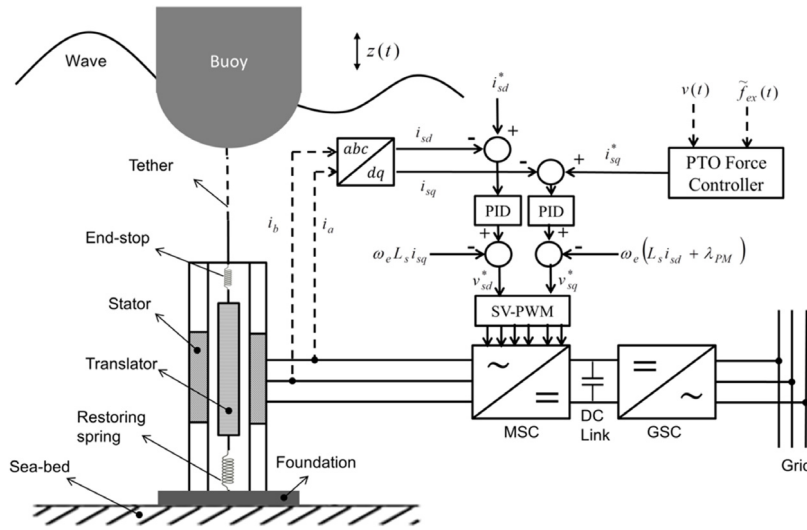 Wave
Buoy
z(t)
i*sd
v(t)
f̃ex(t)
abc
dq
isd
-
+
isq
-
+
i*sq
PTO Force
Controller
Tether
ib
ia
PID
PID
End-stop
ωeLsisq
-
+
+
-
ωe(Lsisd + λPM)
v*sd
v*sq
Stator
SV-PWM
Translator
~
=
=
~
Restoring
spring
MSC
DC
Link
GSC
Sea-bed
Foundation
Grid